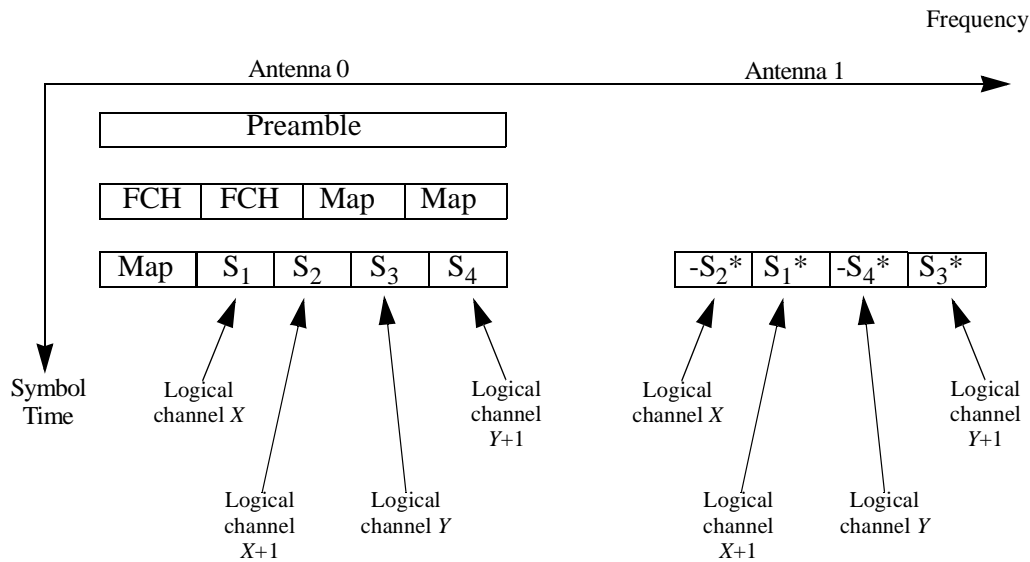 Frequency
Antenna 0 Antenna 1
Preamble
FCH FCH Map Map
Map S1 S2 S3 S4 -S2* S1* -S4* S3*
Symbol
Time
Logical
channel X
Logical
channel
Y+1
Logical
channel X
Logical
channel
Y+1
Logical
channel
X+1
Logical
channel Y
Logical
channel
X+1
Logical
channel Y